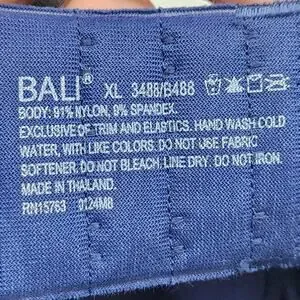 BALI® XL 3488/B488
BODY: 91% NYLON, 9% SPANDEX.
EXCLUSIVE OF TRIM AND ELASTICS. HAND WASH COLD
WATER, WITH LIKE COLORS. DO NOT USE FABRIC
SOFTENER. DO NOT BLEACH. LINE DRY. DO NOT IRON.
MADE IN THAILAND.
RN15763 0124MB